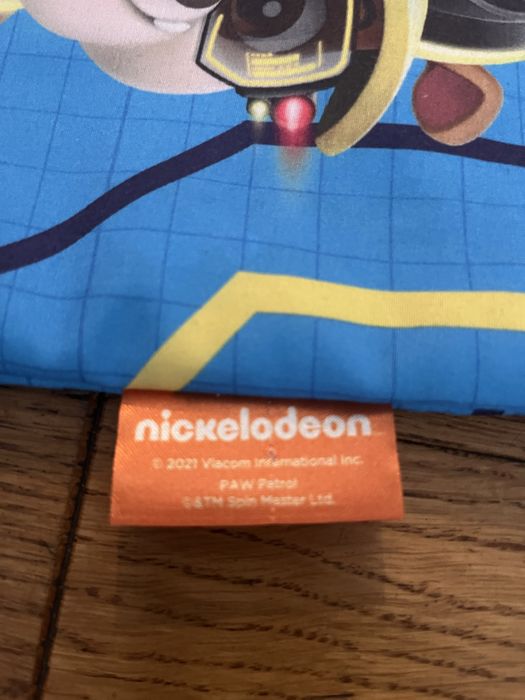 nickelodeon
© 2021 Viacom International Inc.
PAW Patrol
©&TM Spin Master Ltd.